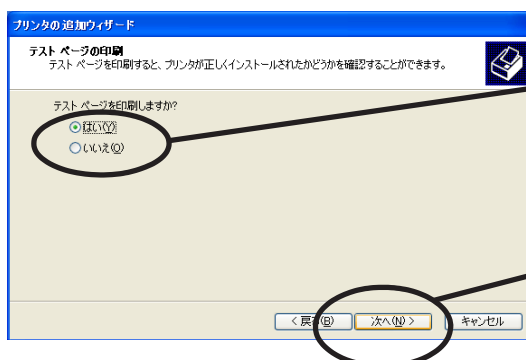 プリンタの追加ウィザード
テスト ページの印刷
テスト ページを印刷すると、プリンタが正しくインストールされたかどうかを確認することができます。
テスト ページを印刷しますか?
はい(Y)
いいえ(O)
< 戻る(B) 次へ(N) > キャンセル